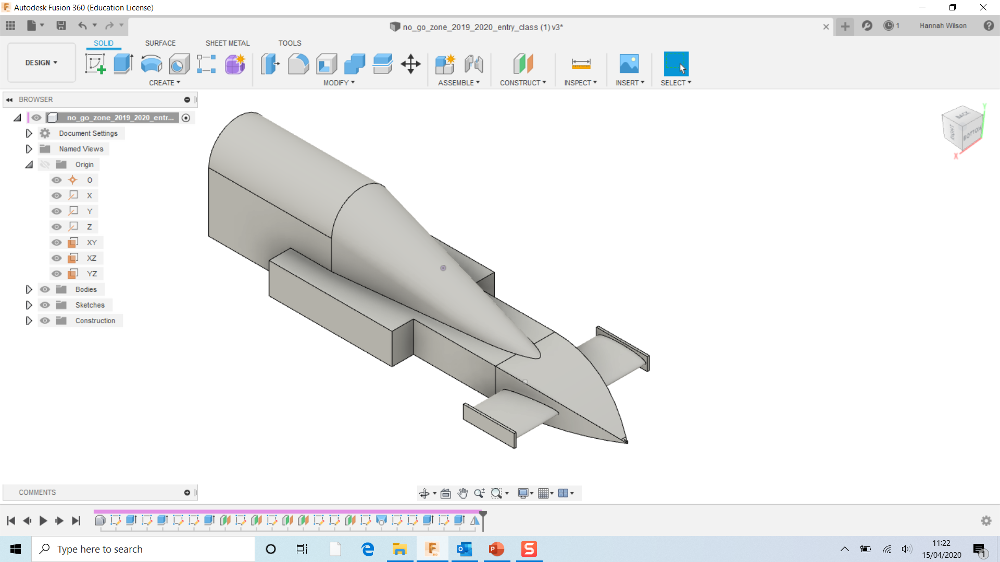 Autodesk Fusion 360 (Education License)
no_go_zone_2019_2020_entry_class (1) v3*
1
Hannah Wilson
DESIGN
SOLID
SURFACE
SHEET METAL
TOOLS
CREATE
MODIFY
ASSEMBLE
CONSTRUCT
INSPECT
INSERT
SELECT
BROWSER
no_go_zone_2019_2020_entr...
Document Settings
Named Views
Origin
O
X
Y
Z
XY
XZ
YZ
Bodies
Sketches
Construction
BACK
RIGHT
BOTTOM
Y
X
COMMENTS
Type here to search
11:22
15/04/2020
1